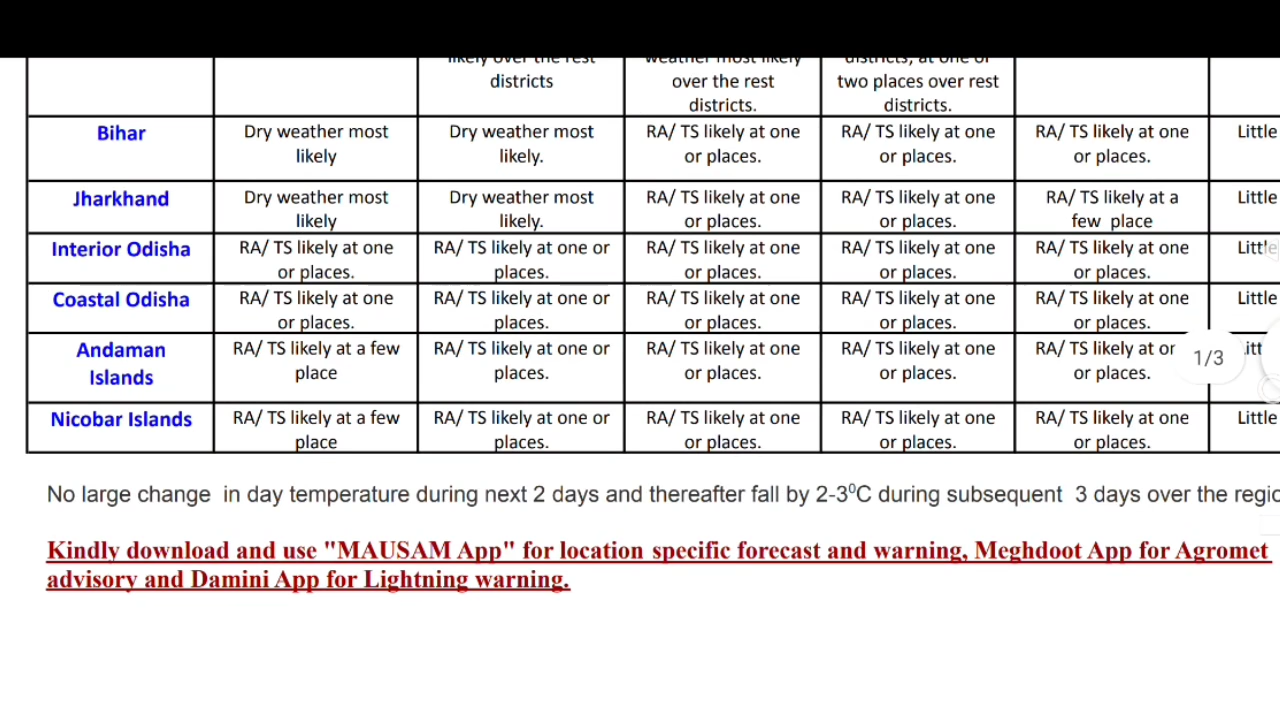 likely over the rest weather most likely districts, at one or
districts over the rest two places over rest
districts. districts.
Bihar Dry weather most Dry weather most RA/ TS likely at one RA/ TS likely at one RA/ TS likely at one Little
likely likely. or places. or places. or places.
Jharkhand Dry weather most Dry weather most RA/ TS likely at one RA/ TS likely at one RA/ TS likely at a Little
likely likely. or places. or places. few place
Interior Odisha RA/ TS likely at one RA/ TS likely at one or RA/ TS likely at one RA/ TS likely at one RA/ TS likely at one Little
or places. places. or places. or places. or places.
Coastal Odisha RA/ TS likely at one RA/ TS likely at one or RA/ TS likely at one RA/ TS likely at one RA/ TS likely at one Little
or places. places. or places. or places. or places.
Andaman RA/ TS likely at a few RA/ TS likely at one or RA/ TS likely at one RA/ TS likely at one RA/ TS likely at or 1/3
Islands place places. or places. or places. or places.
Nicobar Islands RA/ TS likely at a few RA/ TS likely at one or RA/ TS likely at one RA/ TS likely at one RA/ TS likely at one Little
place places. or places. or places. or places.
No large change in day temperature during next 2 days and thereafter fall by 2-3⁰C during subsequent 3 days over the regio
Kindly download and use "MAUSAM App" for location specific forecast and warning, Meghdoot App for Agromet
advisory and Damini App for Lightning warning.